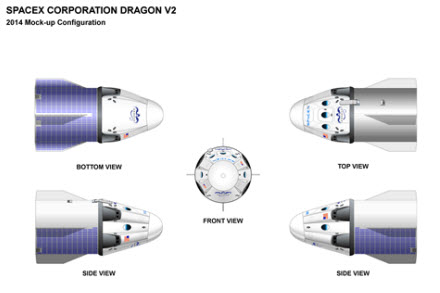 SPACEX CORPORATION DRAGON V2
2014 Mock-up Configuration
BOTTOM VIEW
TOP VIEW
FRONT VIEW
SIDE VIEW
SIDE VIEW